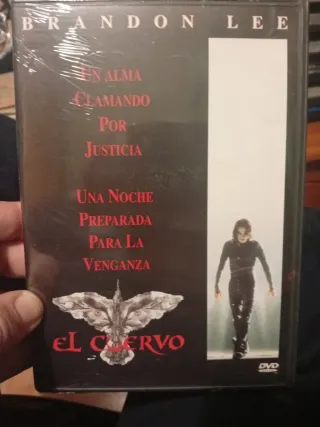 BRANDON LEE
UN ALMA
CLAMANDO
POR
JUSTICIA
UNA NOCHE
PREPARADA
PARA LA
VENGANZA
EL CUERVO
DVD